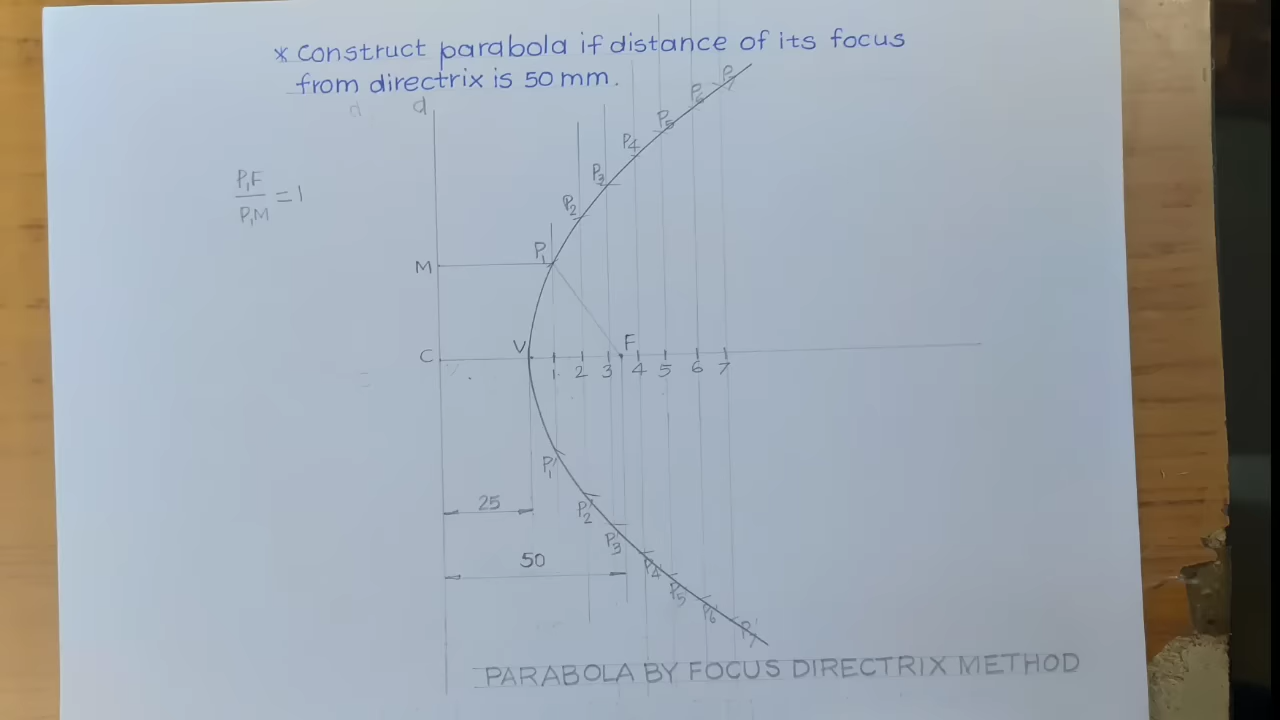 * construct parabola if distance of its focus
from directrix is 50 mm.
d
P₁F
P₁M = 1
P₇
P₆
P₅
P₄
P₃
P₂
P₁
M
C V F
1 2 3 4 5 6 7
P₁'
25
P₂'
P₃'
50
P₄'
P₅'
P₆'
P₇'
PARABOLA BY FOCUS DIRECTRIX METHOD